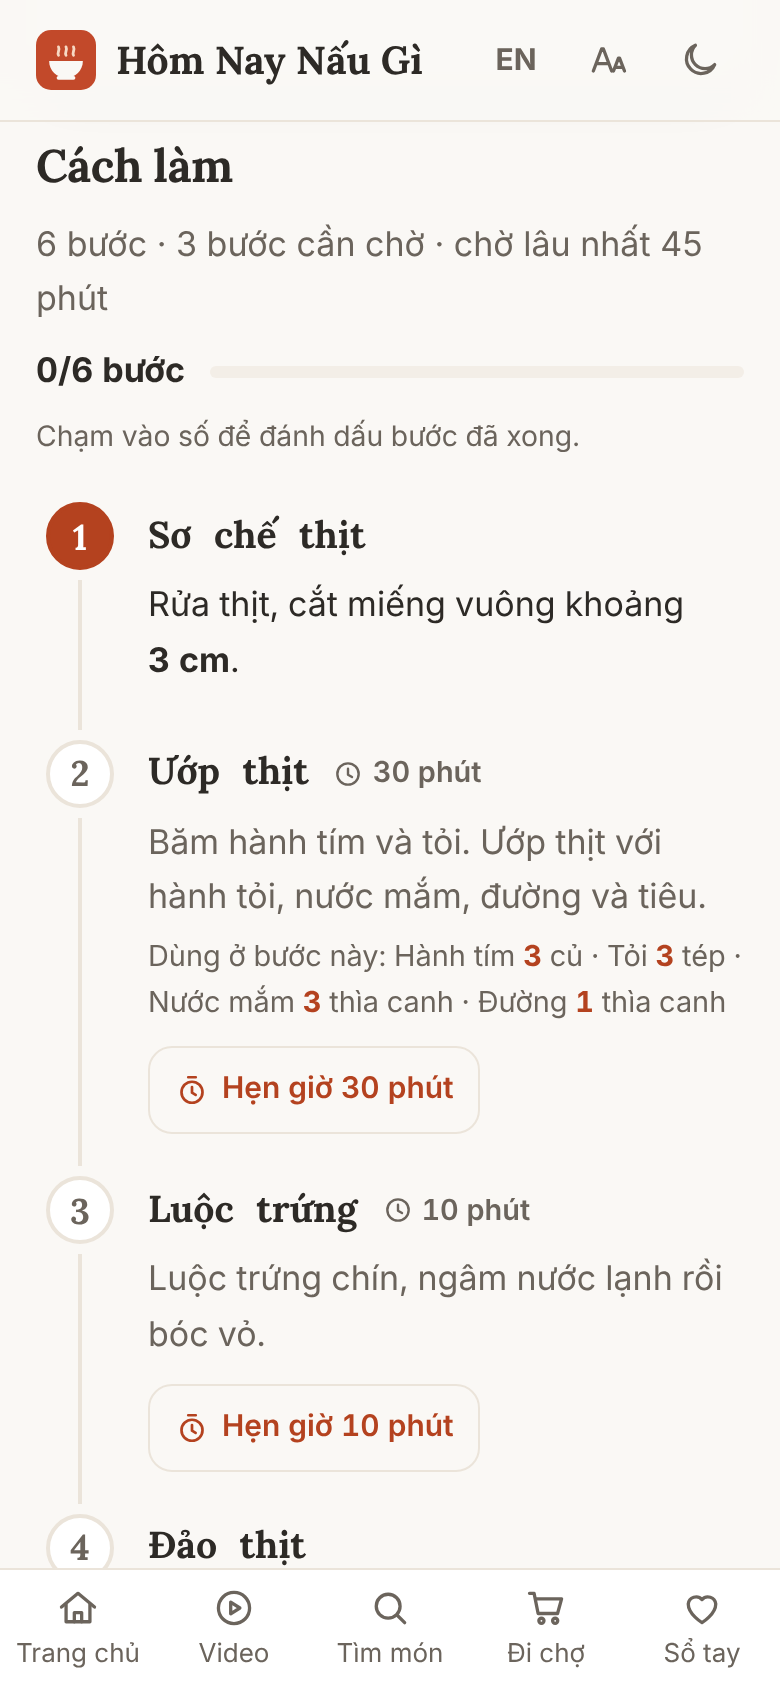 Hôm Nay Nấu Gì
EN
AA
Cách làm
6 bước · 3 bước cần chờ · chờ lâu nhất 45
phút
0/6 bước
Chạm vào số để đánh dấu bước đã xong.
1
Sơ chế thịt
Rửa thịt, cắt miếng vuông khoảng
3 cm.
2
Ướp thịt 30 phút
Băm hành tím và tỏi. Ướp thịt với
hành tỏi, nước mắm, đường và tiêu.
Dùng ở bước này: Hành tím 3 củ · Tỏi 3 tép ·
Nước mắm 3 thìa canh · Đường 1 thìa canh
Hẹn giờ 30 phút
3
Luộc trứng 10 phút
Luộc trứng chín, ngâm nước lạnh rồi
bóc vỏ.
Hẹn giờ 10 phút
4
Đảo thịt
Trang chủ
Video
Tìm món
Đi chợ
Sổ tay